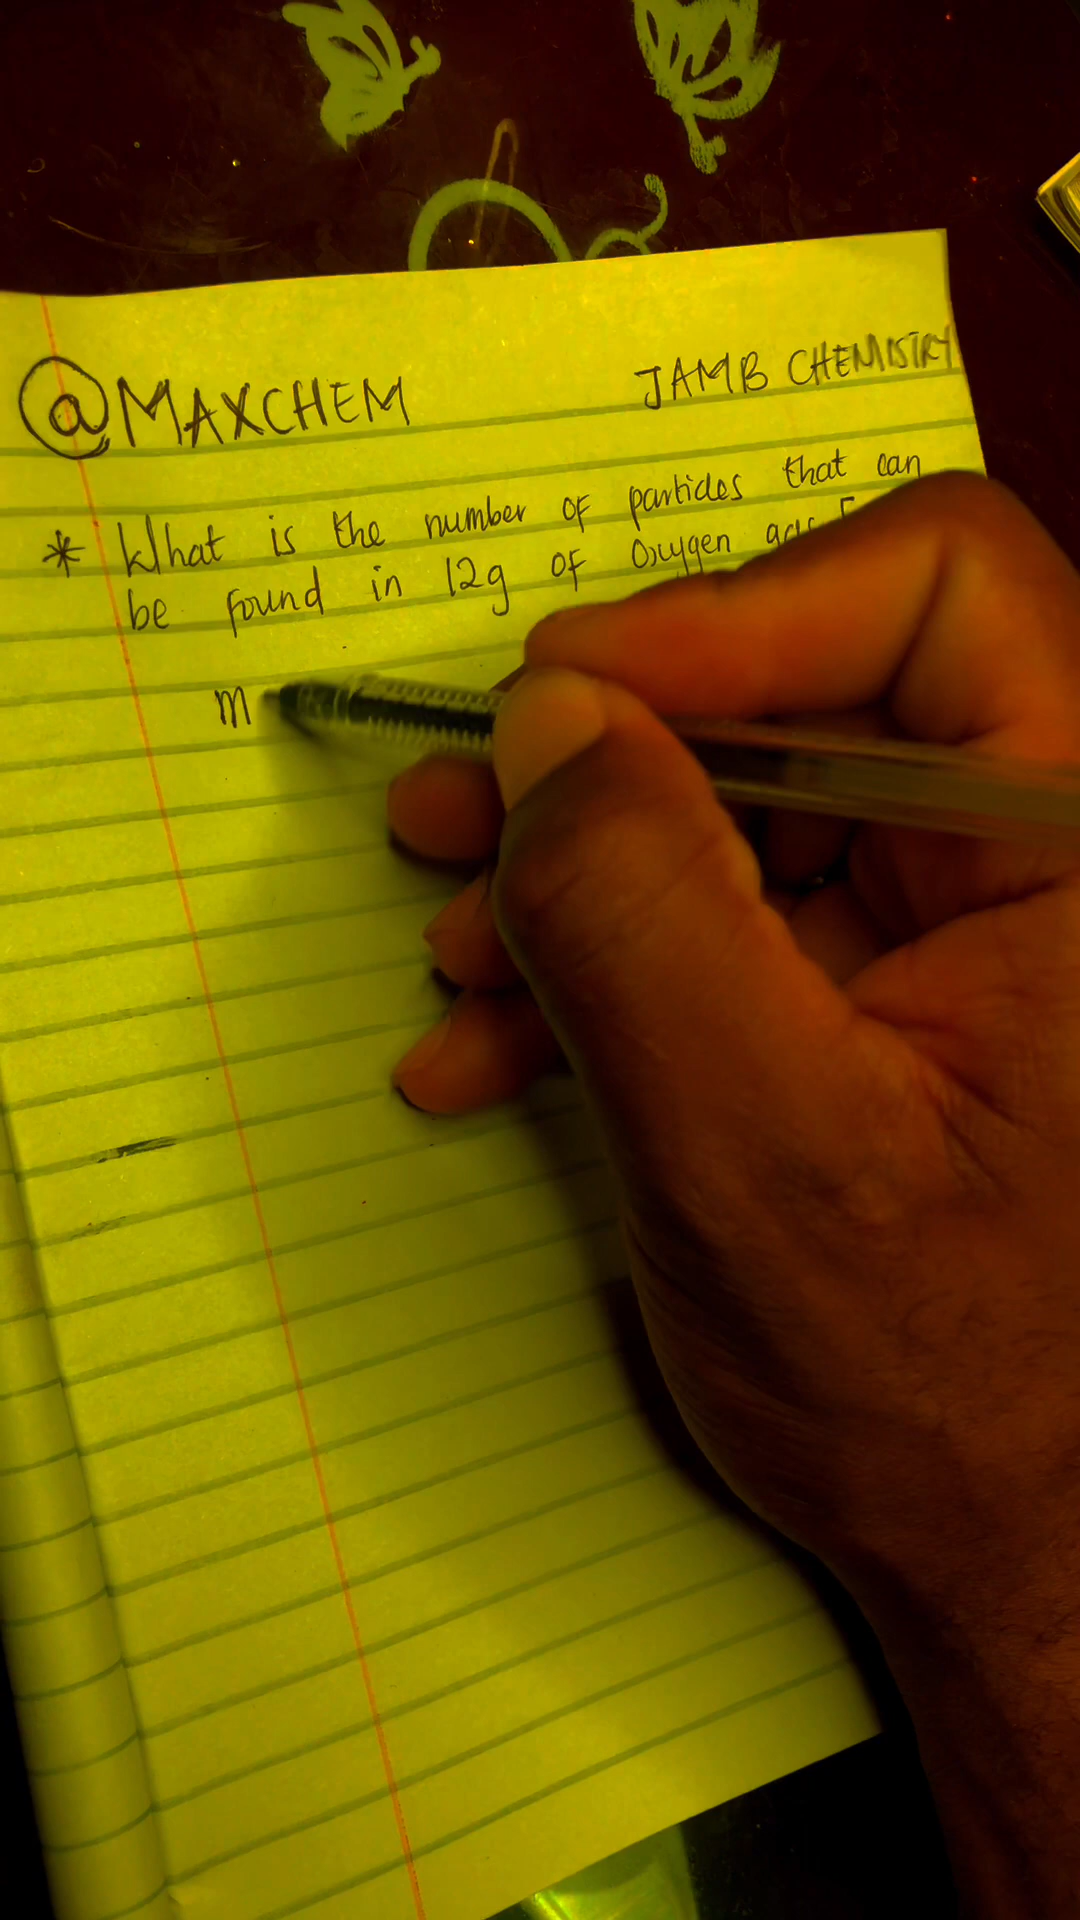 @MAXCHEM JAMB CHEMISTRY
* What is the number of particles that can
be found in 12g of Oxygen
m